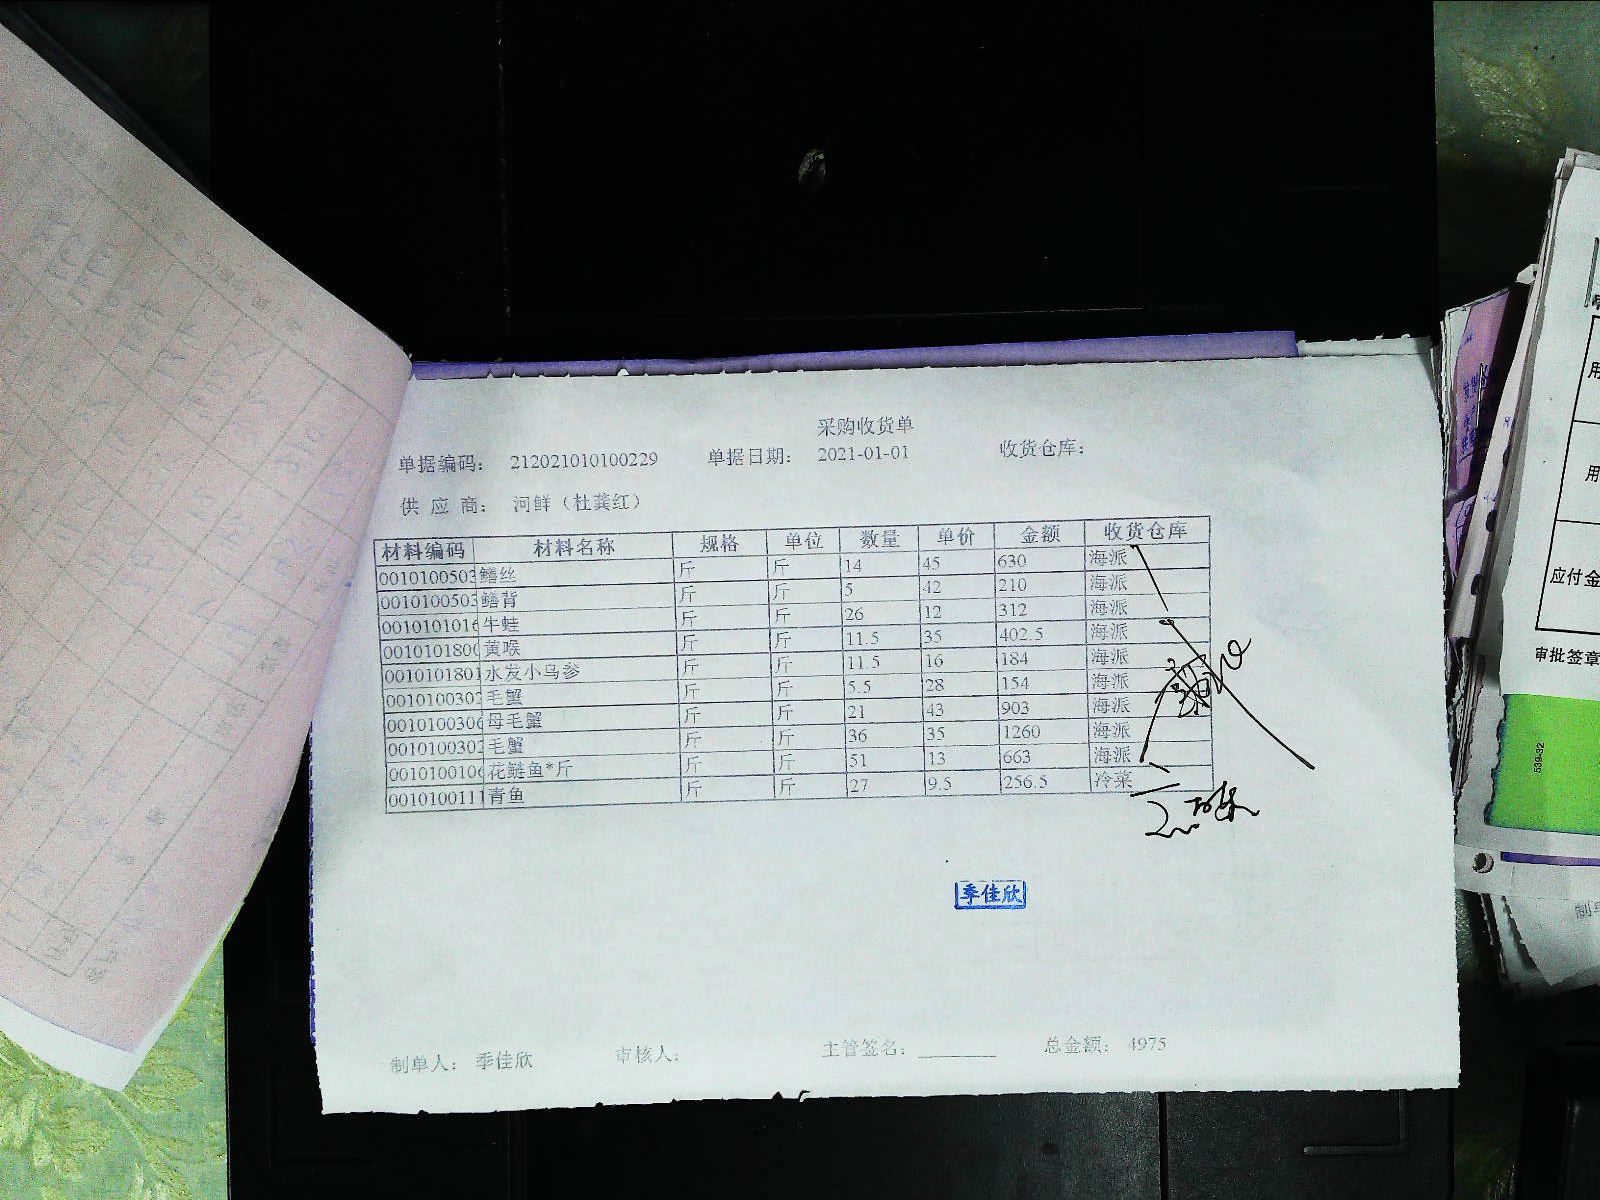 采购收货单
单据编码： 212021010100229 单据日期： 2021-01-01 收货仓库：
供 应 商： 河鲜（杜龚红）
材料编码 材料名称 规格 单位 数量 单价 金额 收货仓库
0010100503 鳝丝 斤 斤 14 45 630 海派
0010100503 鳝背 斤 斤 5 42 210 海派
0010101016 牛蛙 斤 斤 26 12 312 海派
0010101800 黄喉 斤 斤 11.5 35 402.5 海派
0010101801 水发小乌参 斤 斤 11.5 16 184 海派
0010100302 毛蟹 斤 斤 5.5 28 154 海派
0010100306 母毛蟹 斤 斤 21 43 903 海派
0010100302 毛蟹 斤 斤 36 35 1260 海派
0010100106 花鲢鱼*斤 斤 斤 51 13 663 海派
0010100111 青鱼 斤 斤 27 9.5 256.5 冷菜
季佳欣
制单人： 季佳欣 审核人： 主管签名： 总金额： 4975
用
用
应付金
审批签章
539-32